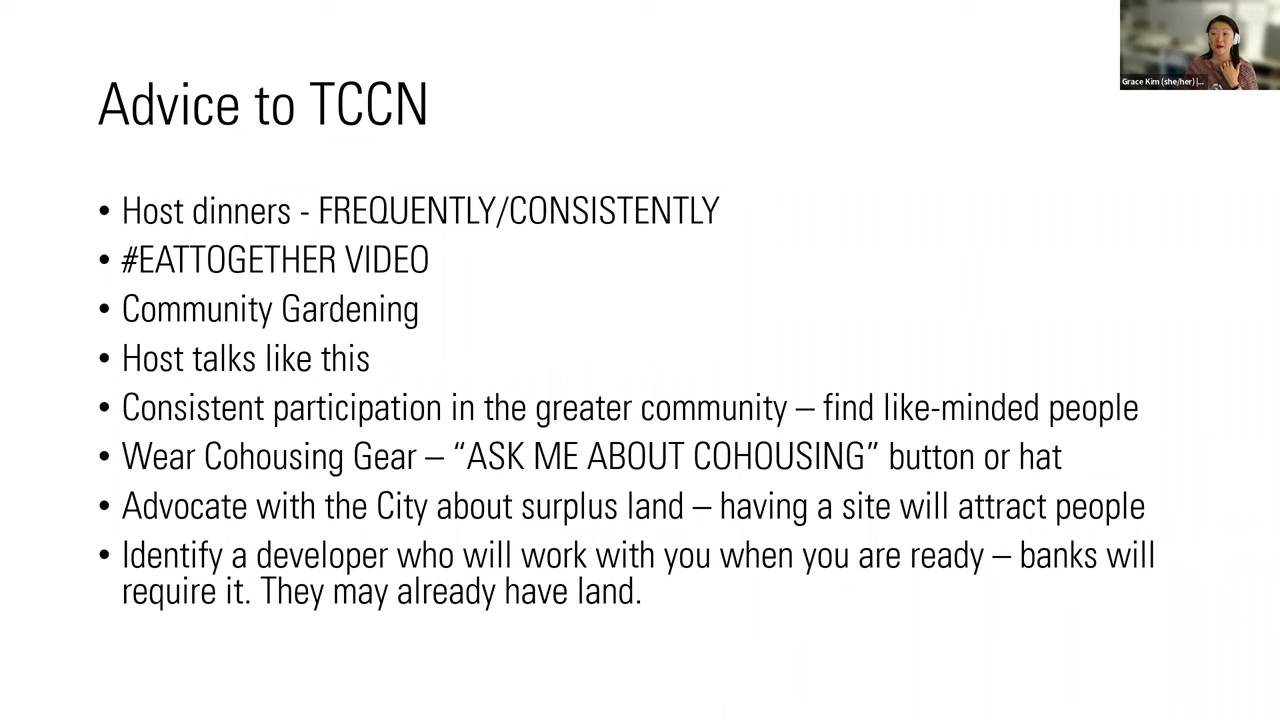 Grace Kim (she/her) |...
Advice to TCCN
• Host dinners - FREQUENTLY/CONSISTENTLY
• #EATTOGETHER VIDEO
• Community Gardening
• Host talks like this
• Consistent participation in the greater community – find like-minded people
• Wear Cohousing Gear – “ASK ME ABOUT COHOUSING” button or hat
• Advocate with the City about surplus land – having a site will attract people
• Identify a developer who will work with you when you are ready – banks will
require it. They may already have land.